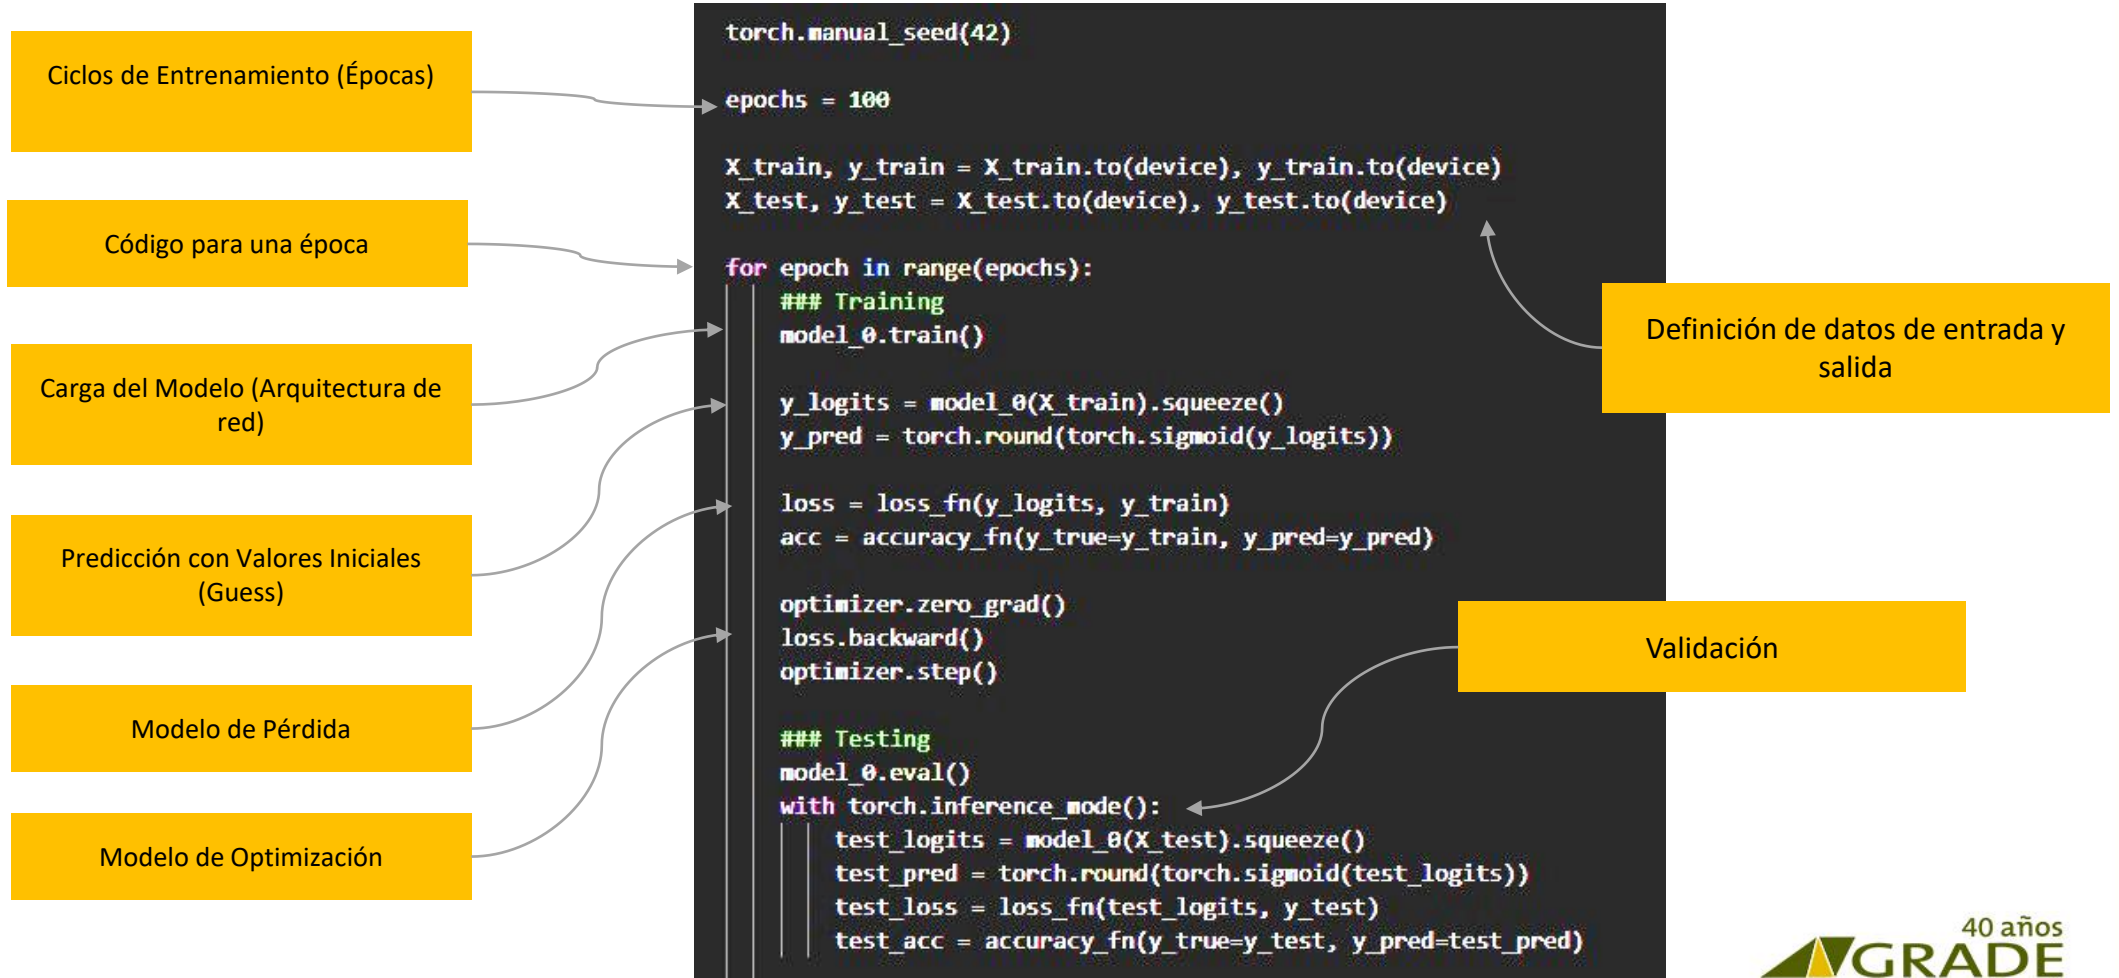 Ciclos de Entrenamiento (Épocas)
Código para una época
Carga del Modelo (Arquitectura de
red)
Predicción con Valores Iniciales
(Guess)
Modelo de Pérdida
Modelo de Optimización
torch.manual_seed(42)
epochs = 100
X_train, y_train = X_train.to(device), y_train.to(device)
X_test, y_test = X_test.to(device), y_test.to(device)
for epoch in range(epochs):
### Training
model_0.train()
y_logits = model_0(X_train).squeeze()
y_pred = torch.round(torch.sigmoid(y_logits))
loss = loss_fn(y_logits, y_train)
acc = accuracy_fn(y_true=y_train, y_pred=y_pred)
optimizer.zero_grad()
loss.backward()
optimizer.step()
### Testing
model_0.eval()
with torch.inference_mode():
test_logits = model_0(X_test).squeeze()
test_pred = torch.round(torch.sigmoid(test_logits))
test_loss = loss_fn(test_logits, y_test)
test_acc = accuracy_fn(y_true=y_test, y_pred=test_pred)
Definición de datos de entrada y
salida
Validación
40 años
GRADE